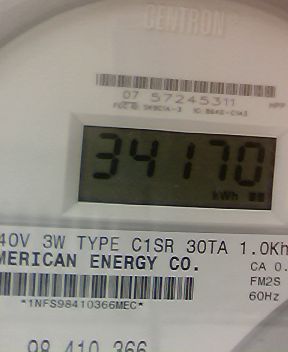 CENTRON
07 57245311
MPP
34170
kWh
40V 3W TYPE C1SR 30TA 1.0Kh
MERICAN ENERGY CO.
CA 0.
FM2S
60Hz
*1NFS98410366MEC*
98 410 366